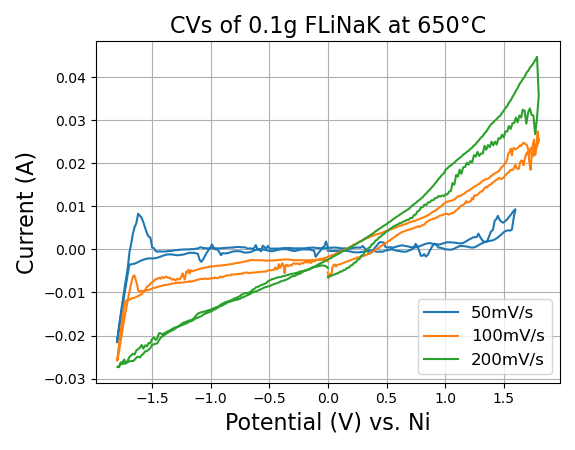 CVs of 0.1g FLiNaK at 650°C
Current (A)
0.04
0.03
0.02
0.01
0.00
−0.01
−0.02
−0.03
50mV/s
100mV/s
200mV/s
−1.5 −1.0 −0.5 0.0 0.5 1.0 1.5
Potential (V) vs. Ni